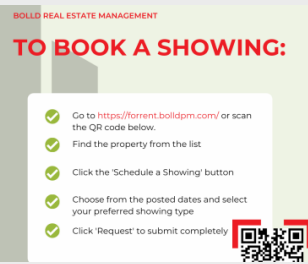 BOLLD REAL ESTATE MANAGEMENT
TO BOOK A SHOWING:
Go to https://forrent.bolldpm.com/ or scan
the QR code below.
Find the property from the list
Click the 'Schedule a Showing' button
Choose from the posted dates and select
your preferred showing type
Click 'Request' to submit completely